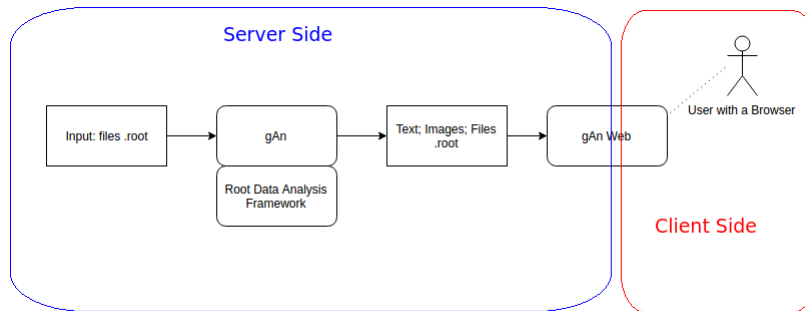 Server Side
User with a Browser
Input: files .root
gAn
Text; Images; Files
.root
gAn Web
Root Data Analysis
Framework
Client Side